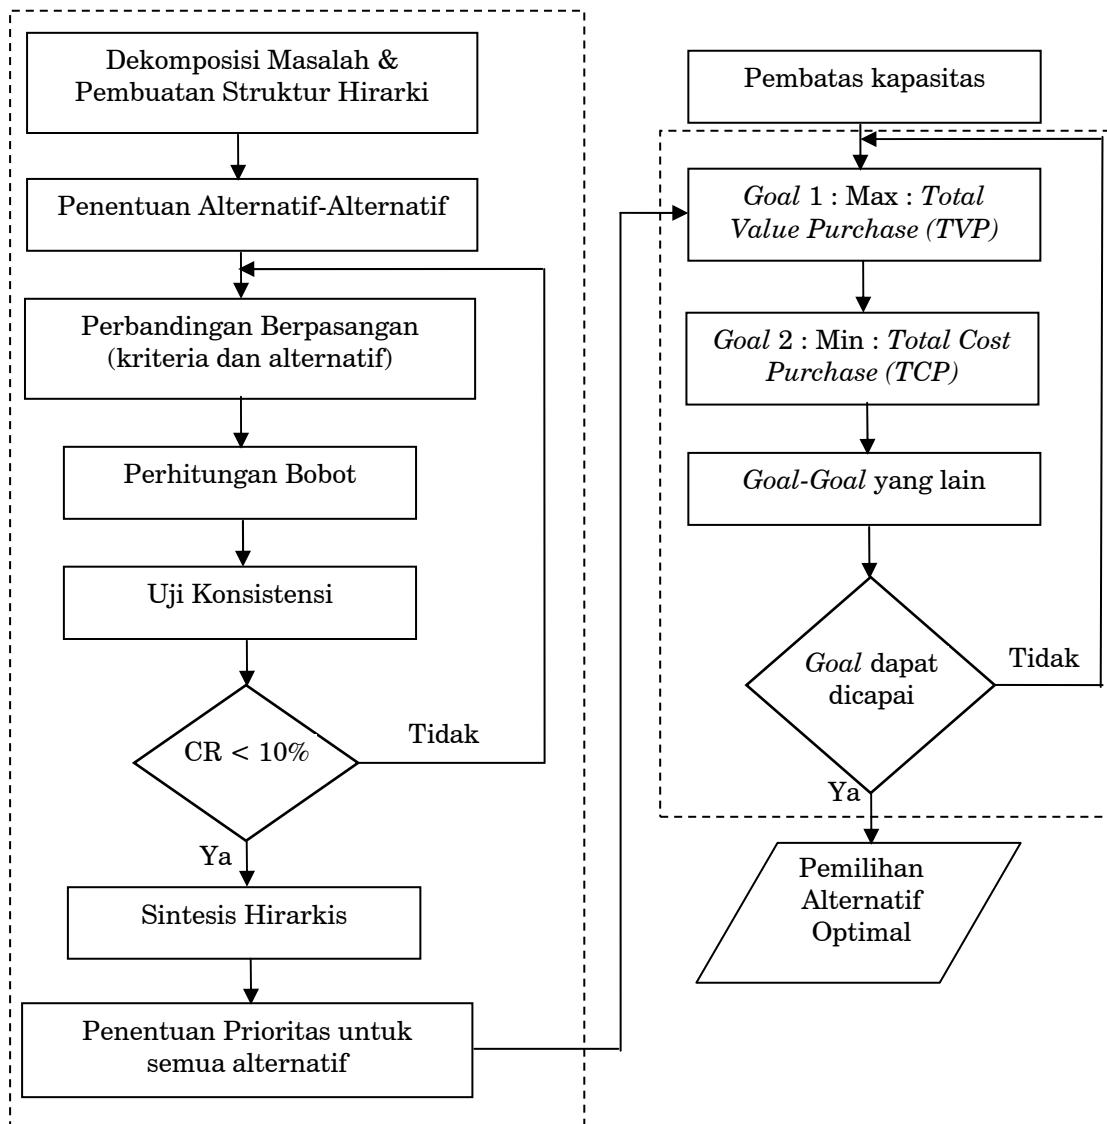 Dekomposisi Masalah &
Pembuatan Struktur Hirarki
Penentuan Alternatif-Alternatif
Perbandingan Berpasangan
(kriteria dan alternatif)
Perhitungan Bobot
Uji Konsistensi
CR < 10%
Tidak
Ya
Sintesis Hirarkis
Penentuan Prioritas untuk
semua alternatif
Pembatas kapasitas
Goal 1 : Max : Total
Value Purchase (TVP)
Goal 2 : Min : Total Cost
Purchase (TCP)
Goal-Goal yang lain
Goal dapat
dicapai
Tidak
Ya
Pemilihan
Alternatif
Optimal